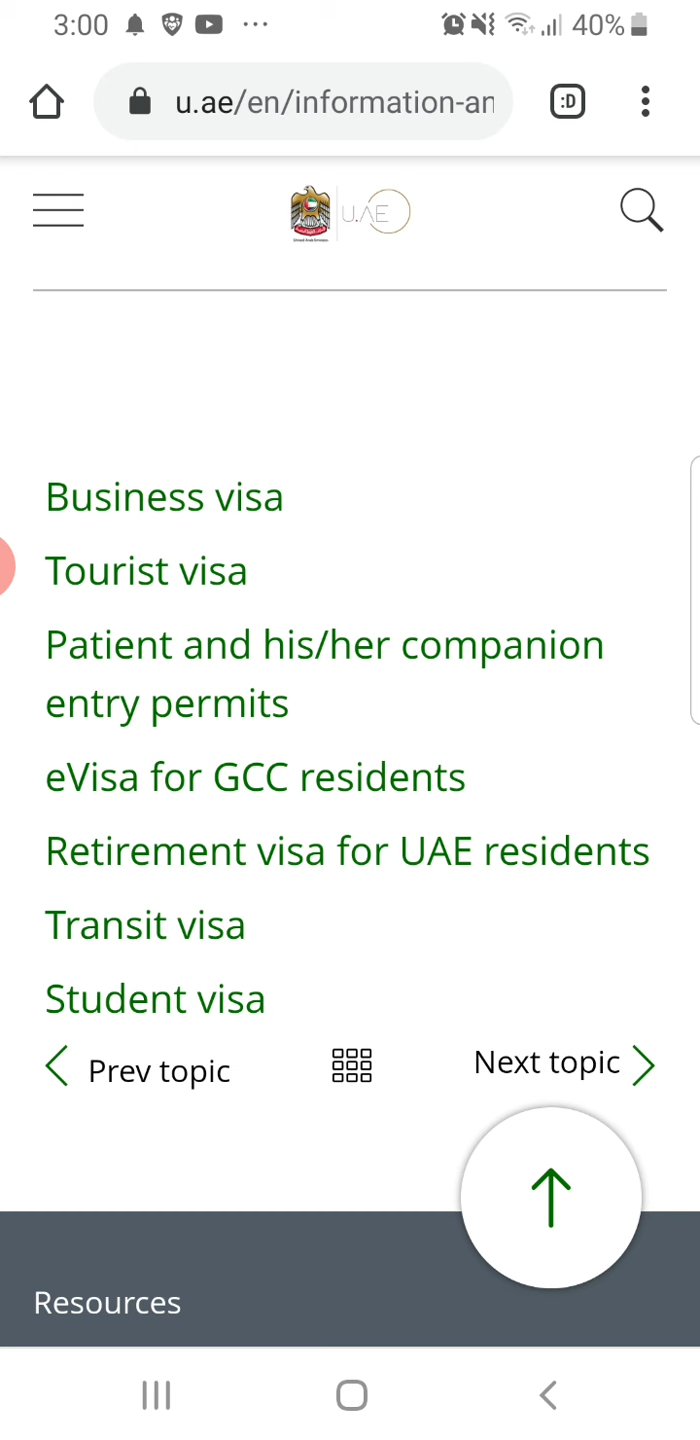 3:00
40%
u.ae/en/information-an
:D
U.AE
Business visa
Tourist visa
Patient and his/her companion
entry permits
eVisa for GCC residents
Retirement visa for UAE residents
Transit visa
Student visa
Prev topic
Next topic
Resources